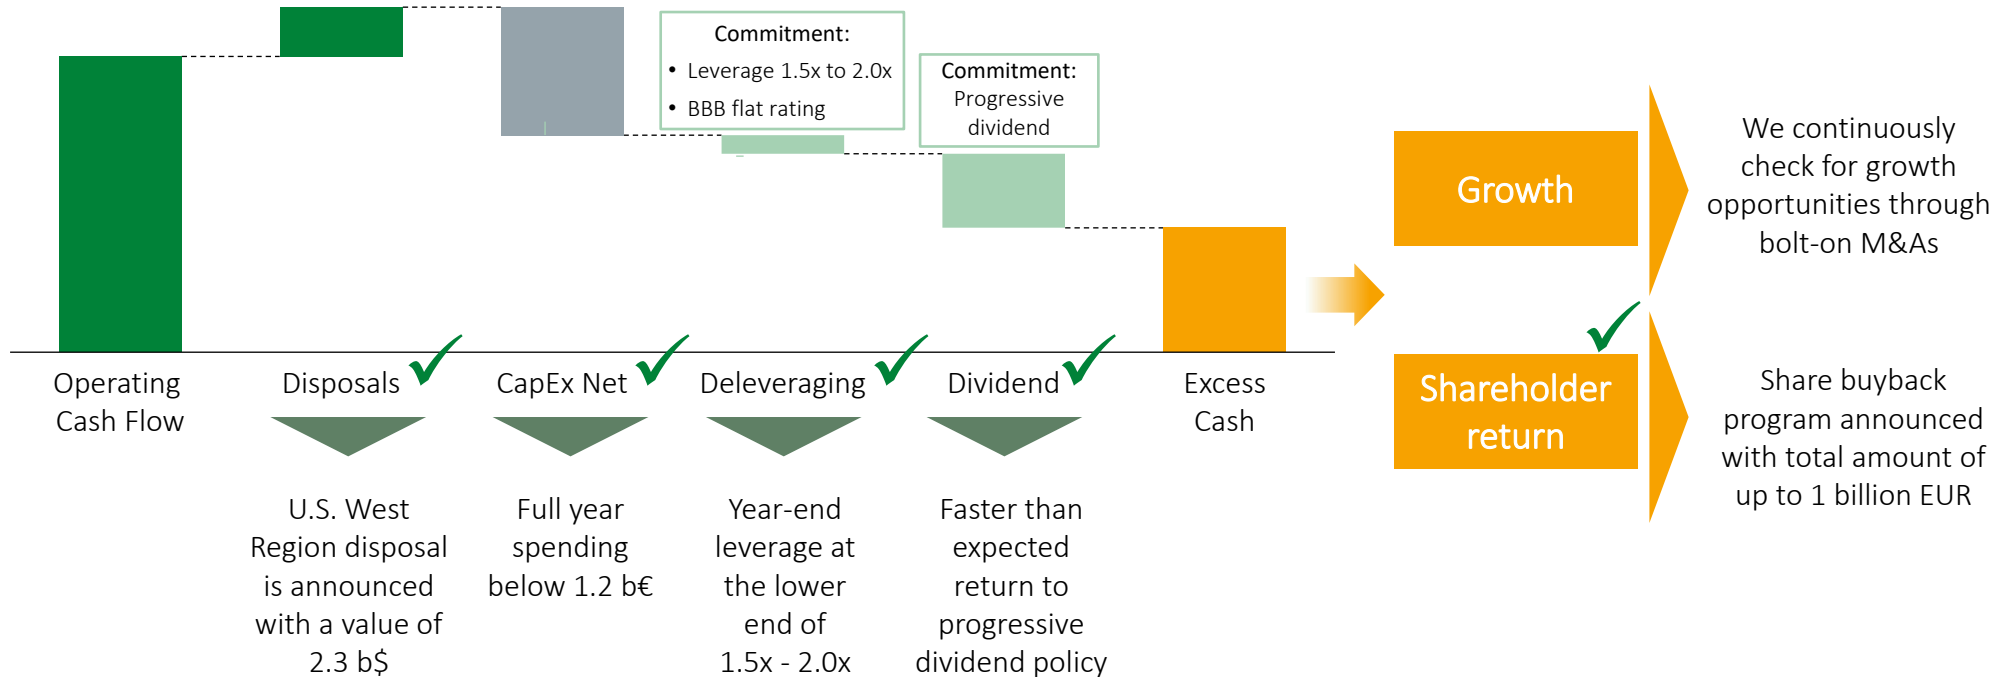 Commitment:
• Leverage 1.5x to 2.0x
• BBB flat rating
Commitment:
Progressive
dividend
Operating
Cash Flow
Disposals
CapEx Net
Deleveraging
Dividend
Excess
Cash
U.S. West
Region disposal
is announced
with a value of
2.3 b$
Full year
spending
below 1.2 b€
Year-end
leverage at
the lower
end of
1.5x - 2.0x
Faster than
expected
return to
progressive
dividend policy
Growth
We continuously
check for growth
opportunities through
bolt-on M&As
Shareholder
return
Share buyback
program announced
with total amount of
up to 1 billion EUR